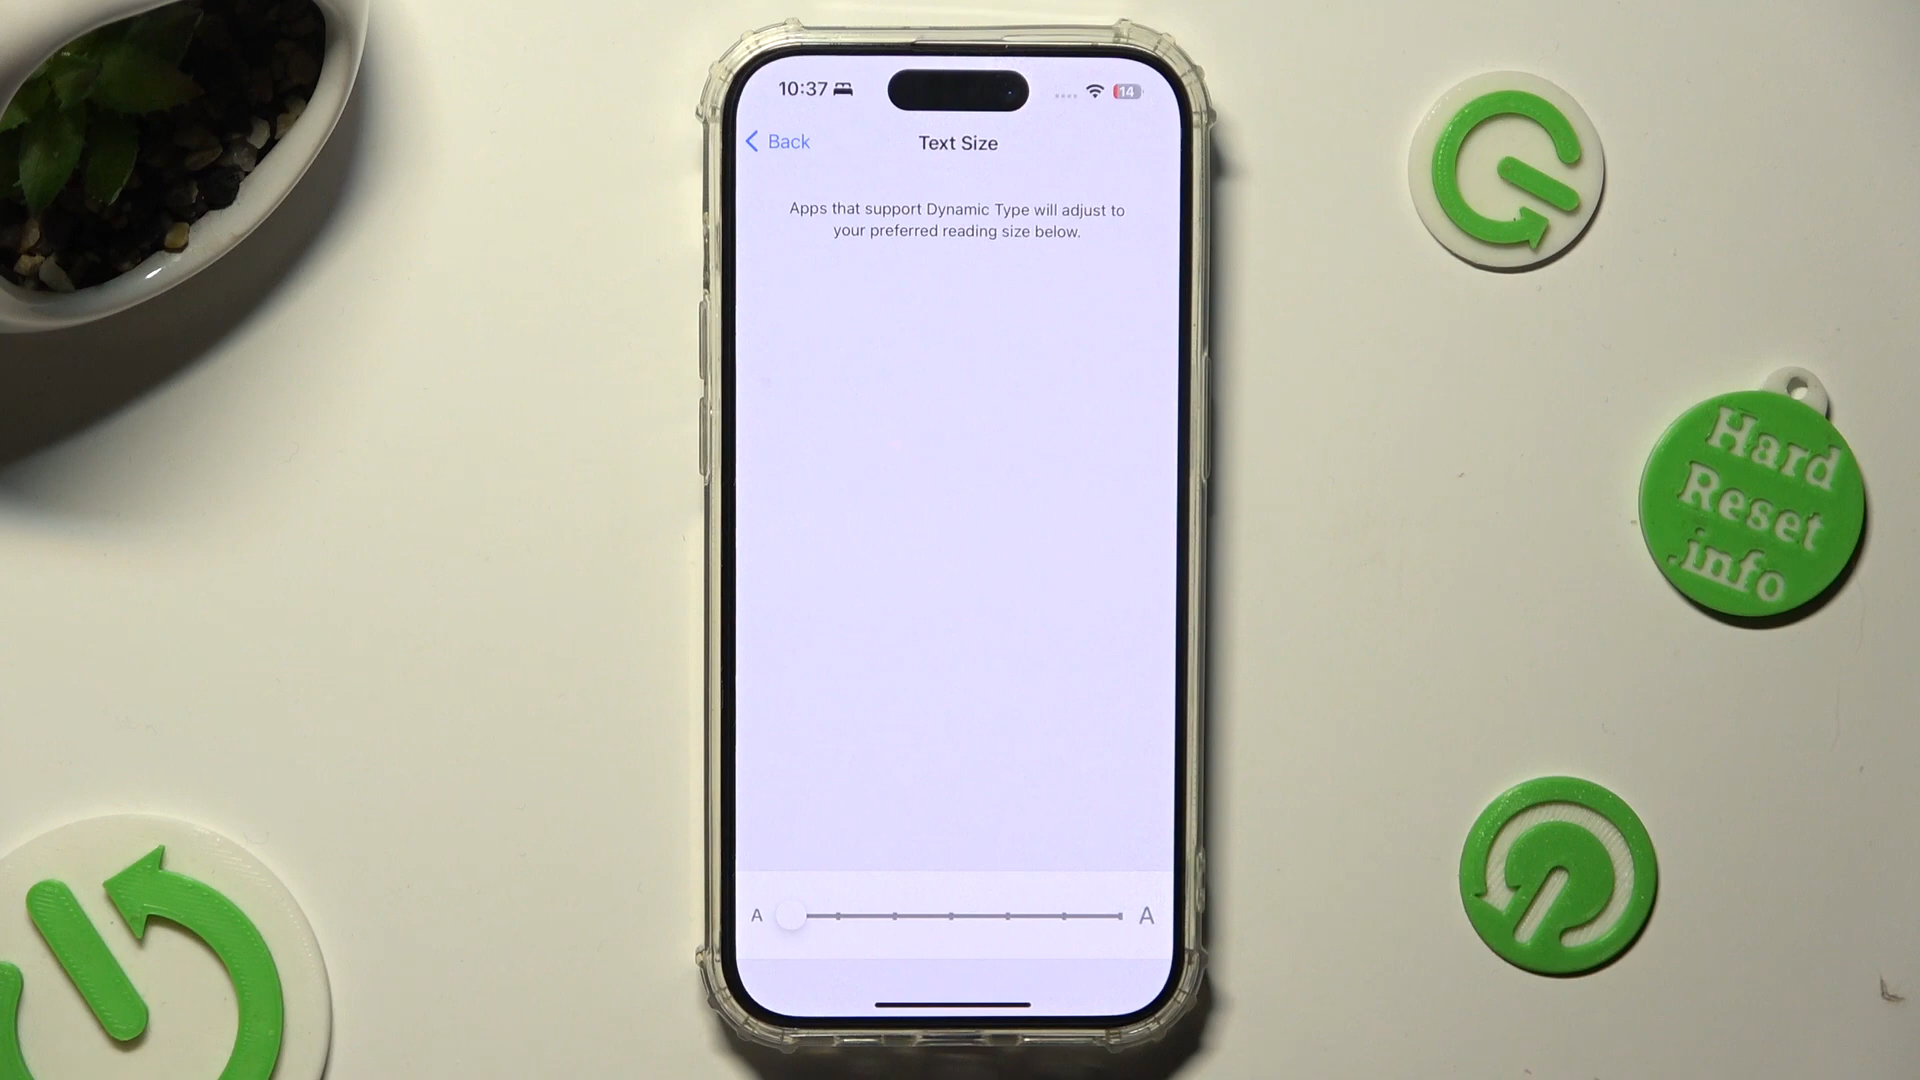 10:37
14
Back
Text Size
Apps that support Dynamic Type will adjust to
your preferred reading size below.
A
A
Hard
Reset
.info